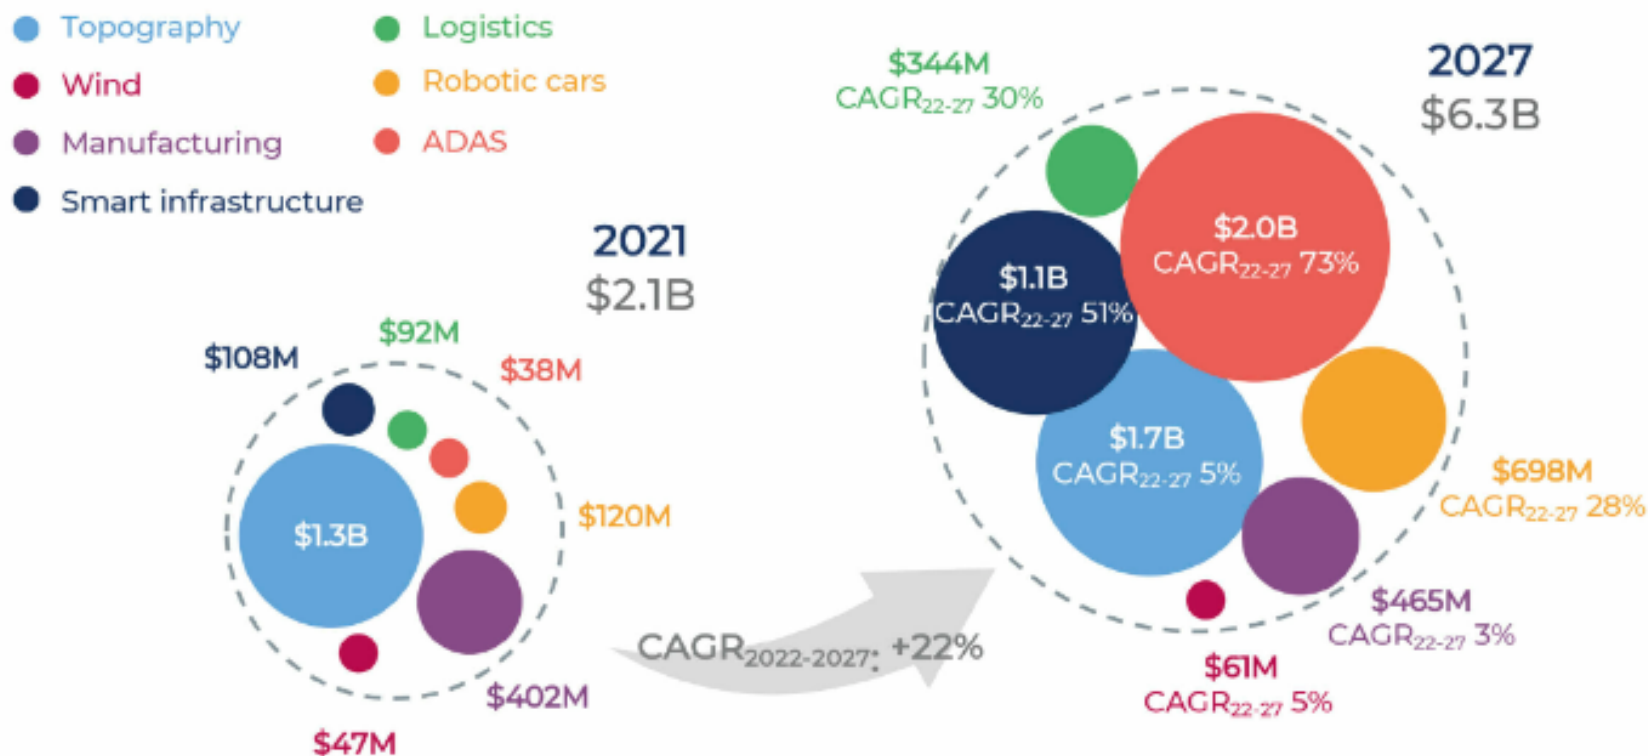 Topography
Wind
Manufacturing
Smart infrastructure
Logistics
Robotic cars
ADAS
2021
$2.1B
$108M
$92M
$38M
$120M
$1.3B
$402M
$47M
CAGR2022-2027: +22%
2027
$6.3B
$344M
CAGR22-27 30%
$2.0B
CAGR22-27 73%
$1.1B
CAGR22-27 51%
$1.7B
CAGR22-27 5%
$698M
CAGR22-27 28%
$465M
CAGR22-27 3%
$61M
CAGR22-27 5%